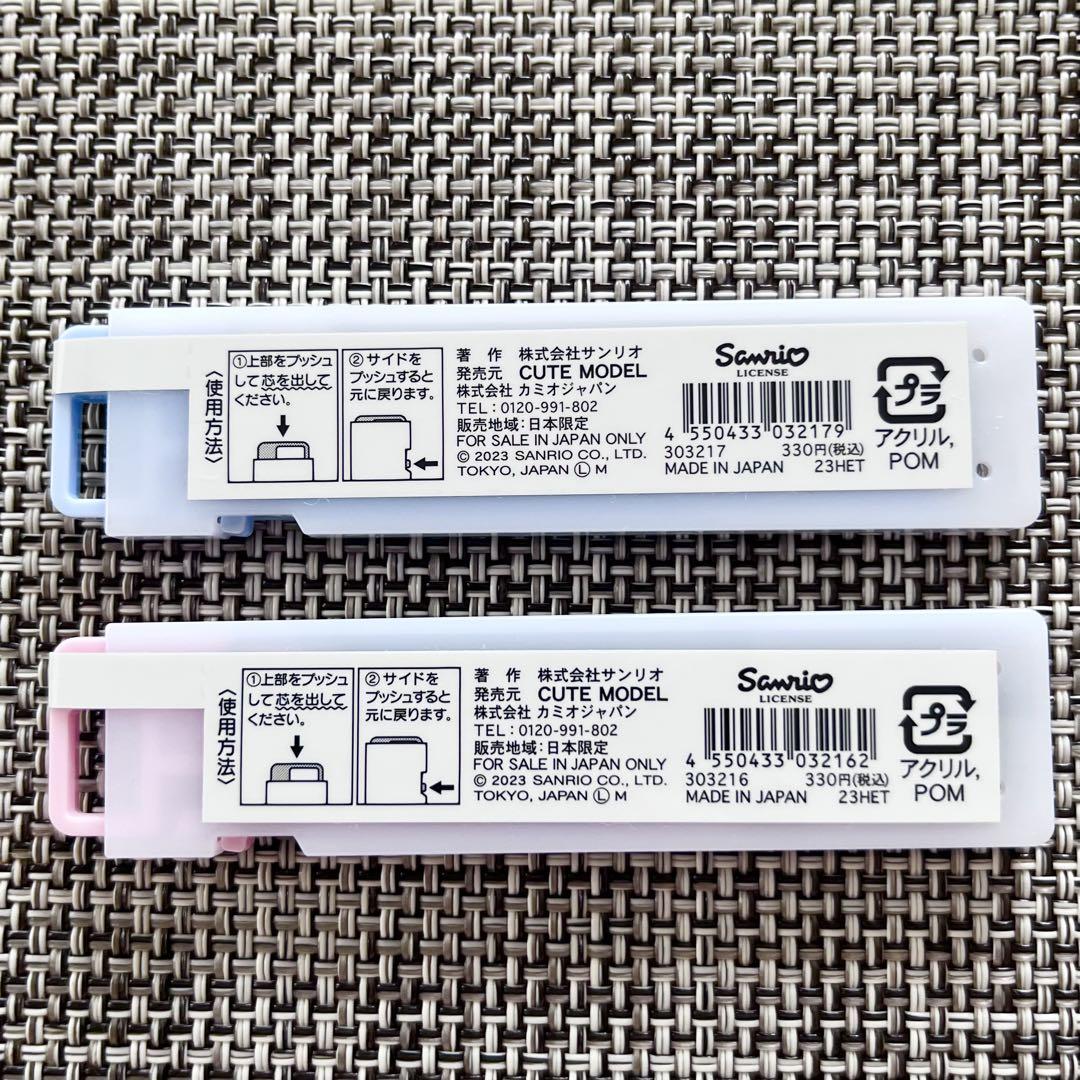 〈使用方法〉
①上部をプッシュ
して芯を出して
ください。
②サイドを
プッシュすると
元に戻ります。
著 作 株式会社サンリオ
発売元 CUTE MODEL
株式会社 カミオジャパン
TEL:0120-991-802
販売地域:日本限定
FOR SALE IN JAPAN ONLY
© 2023 SANRIO CO., LTD.
TOKYO, JAPAN Ⓛ M
Sanrio
LICENSE
4 550433 032179
303217 330円(税込)
MADE IN JAPAN 23HET
プラ
アクリル,
POM
〈使用方法〉
①上部をプッシュ
して芯を出して
ください。
②サイドを
プッシュすると
元に戻ります。
著 作 株式会社サンリオ
発売元 CUTE MODEL
株式会社 カミオジャパン
TEL:0120-991-802
販売地域:日本限定
FOR SALE IN JAPAN ONLY
© 2023 SANRIO CO., LTD.
TOKYO, JAPAN Ⓛ M
Sanrio
LICENSE
4 550433 032162
303216 330円(税込)
MADE IN JAPAN 23HET
プラ
アクリル,
POM